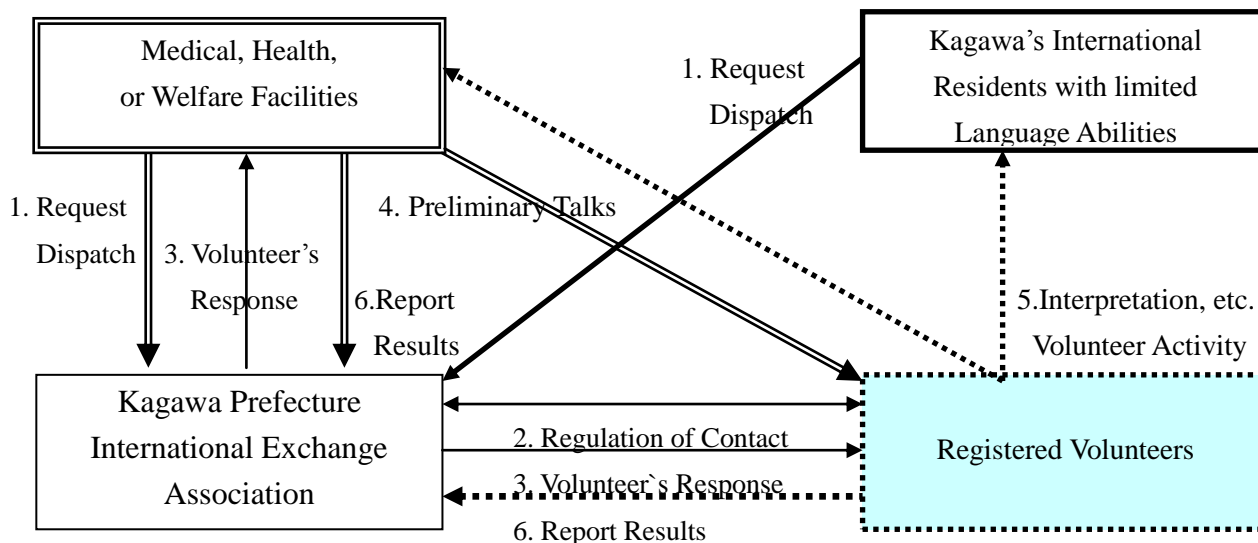 Medical, Health,
or Welfare Facilities
Kagawa’s International
Residents with limited
Language Abilities
1. Request
Dispatch
1. Request
Dispatch
3. Volunteer’s
Response
4. Preliminary Talks
6.Report
Results
5.Interpretation, etc.
Volunteer Activity
Kagawa Prefecture
International Exchange
Association
2. Regulation of Contact
3. Volunteer`s Response
6. Report Results
Registered Volunteers